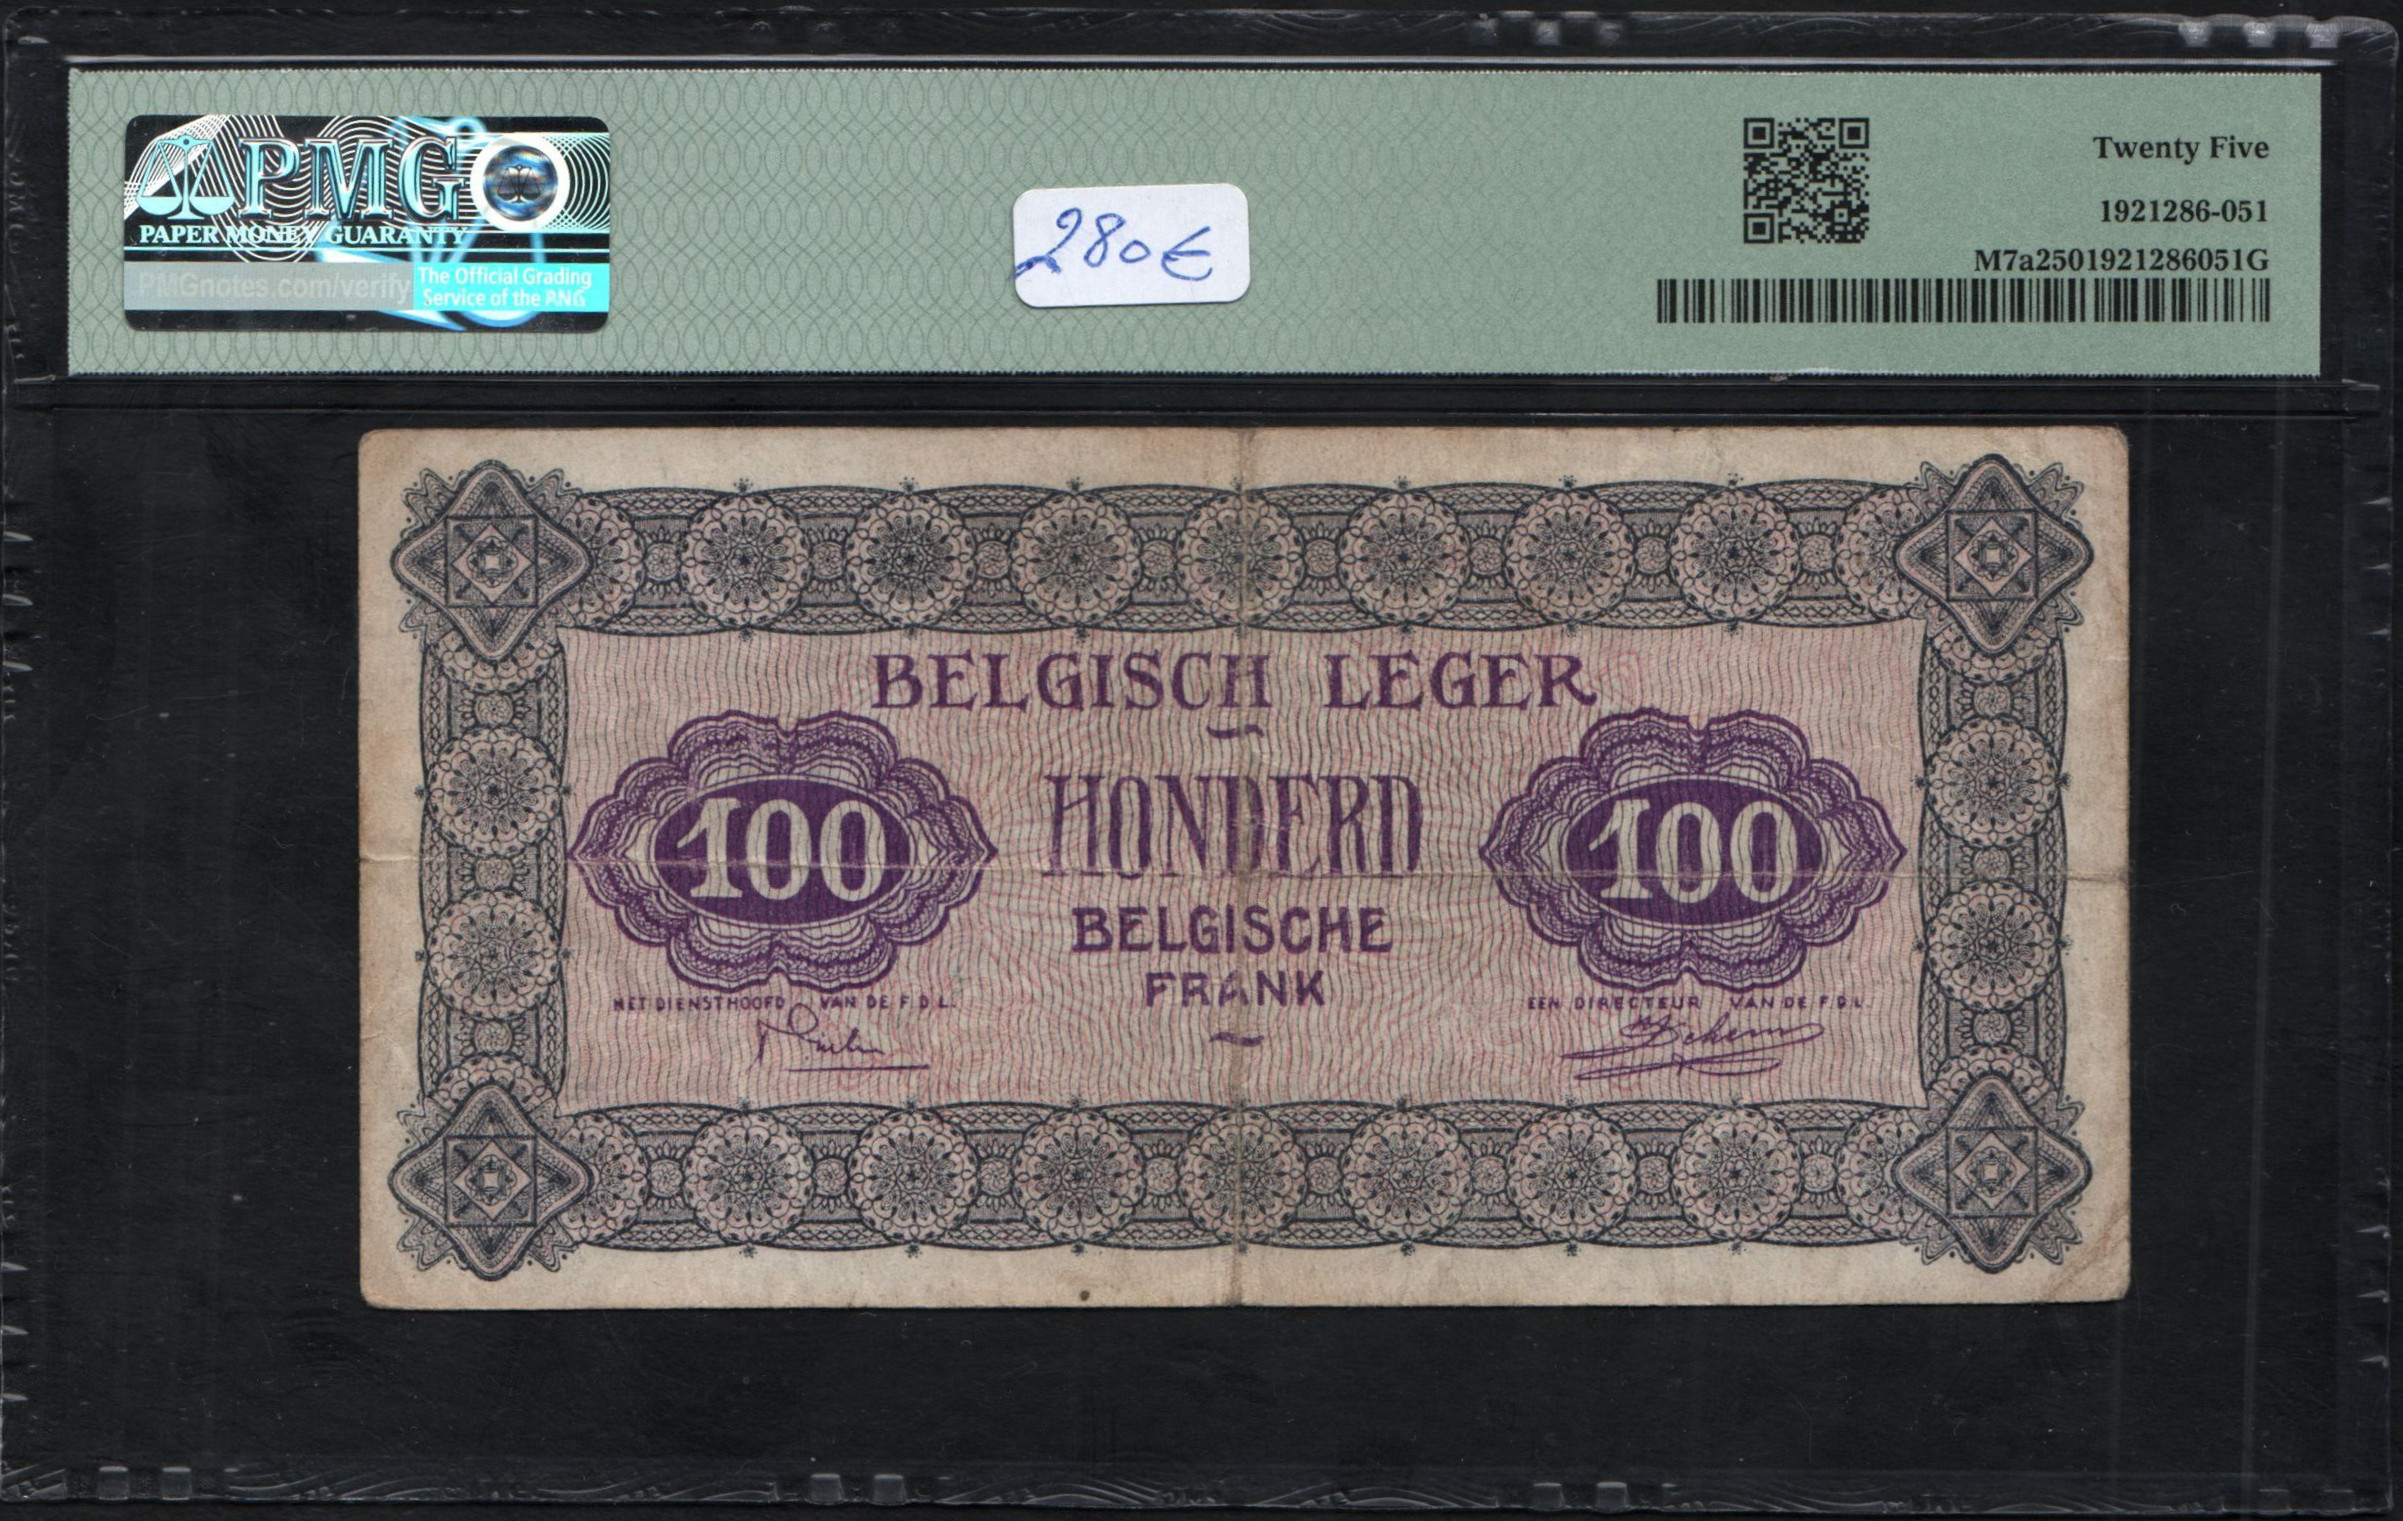 PMG
PAPER MONEY GUARANTY
PMGnotes.com/verify
The Official Grading
Service of the PNG
280€
Twenty Five
1921286-051
M7a2501921286051G
BELGISCH LEGER
100
HONDERD
100
BELGISCHE
FRANK
HET DIENSTHOOFD VAN DE F.D.L.
EEN DIRECTEUR VAN DE F.D.L.